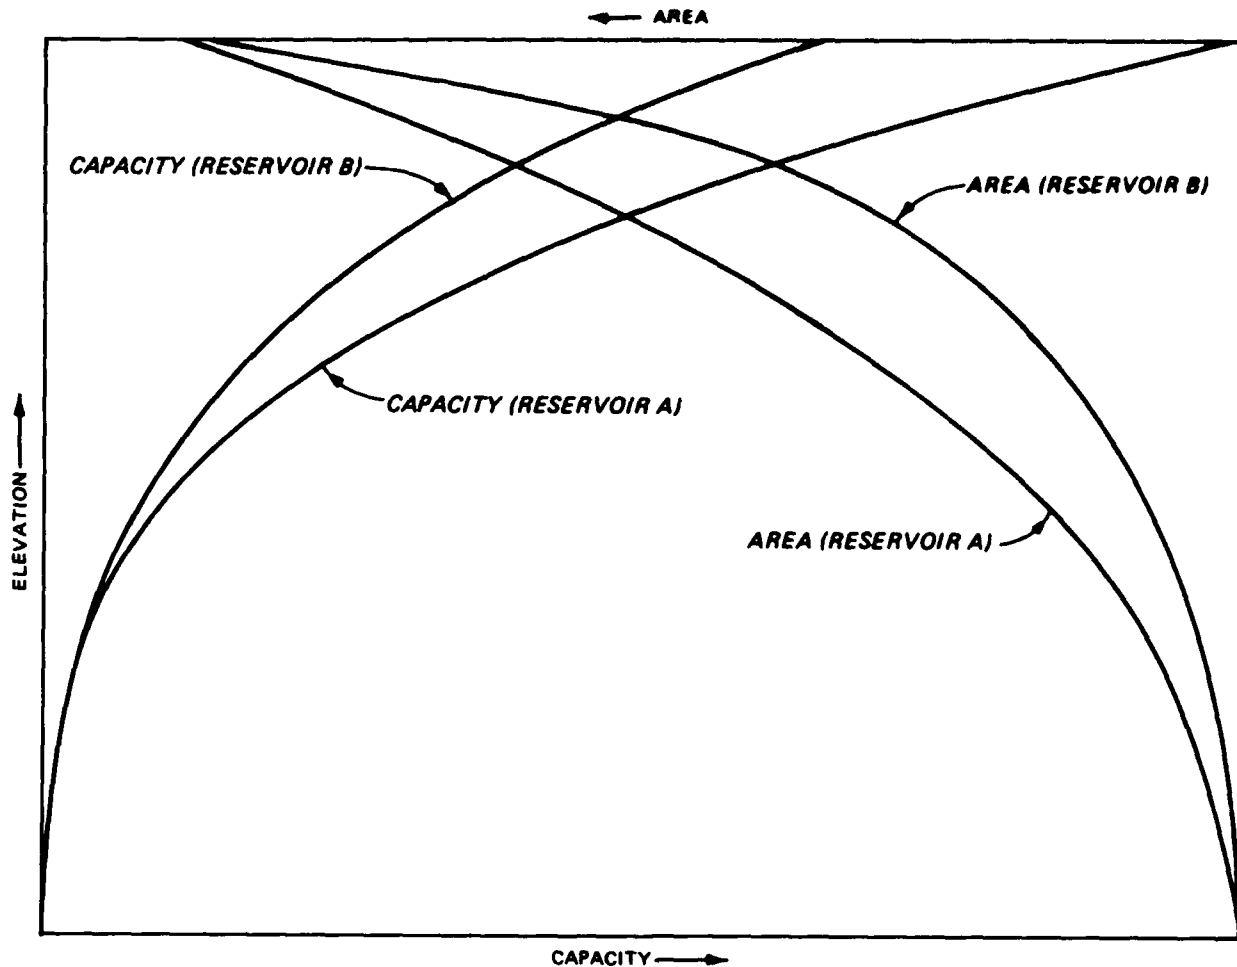 AREA
CAPACITY (RESERVOIR B)
AREA (RESERVOIR B)
CAPACITY (RESERVOIR A)
ELEVATION
AREA (RESERVOIR A)
CAPACITY